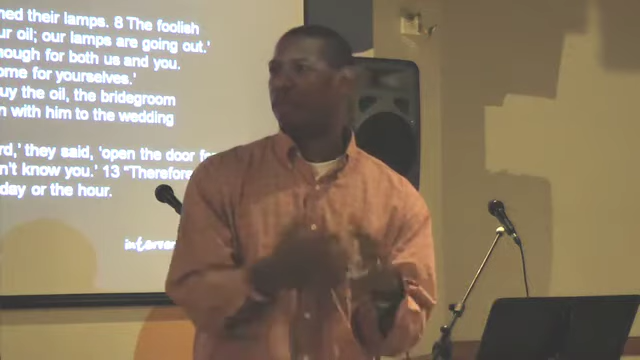 ned their lamps. 8 The foolish
ur oil; our lamps are going out.'
nough for both us and you.
ome for yourselves.'
uy the oil, the bridegroom
n with him to the wedding
rd,' they said, 'open the door for
n't know you.' 13 "Therefore
day or the hour.